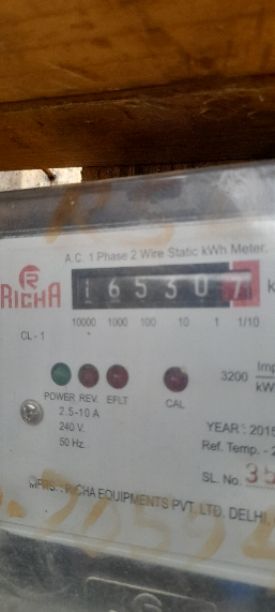 A.C. 1 Phase 2 Wire Static kWh Meter.
R
RICHA
165307 k
10000 1000 100 10 1 1/10
CL - 1
3200 Imp
kW
POWER REV. EFLT CAL
2.5-10 A
240 V.
50 Hz.
YEAR : 2015
Ref. Temp. - 2
SL. No. 35
MFRS. : RICHA EQUIPMENTS PVT. LTD. DELHI